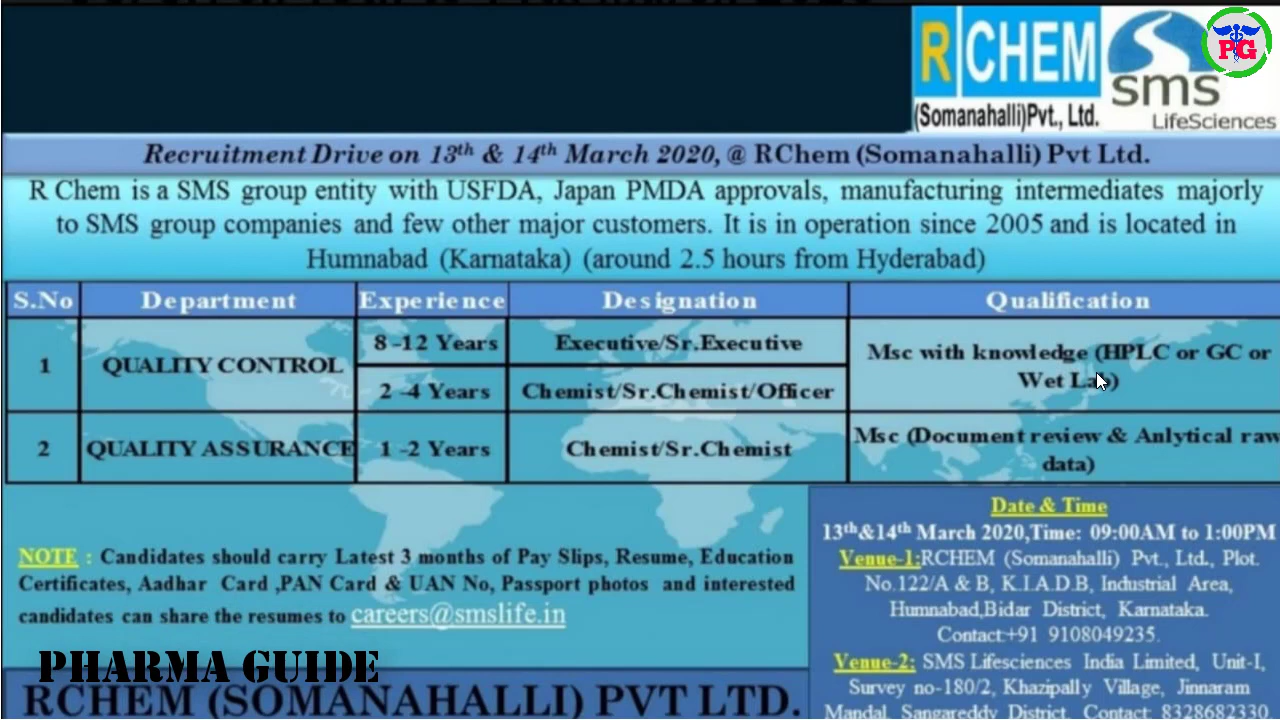 R CHEM
(Somanahalli)Pvt., Ltd.
sms
LifeSciences
PG
Recruitment Drive on 13th & 14th March 2020, @ RChem (Somanahalli) Pvt Ltd.
R Chem is a SMS group entity with USFDA, Japan PMDA approvals, manufacturing intermediates majorly
to SMS group companies and few other major customers. It is in operation since 2005 and is located in
Humnabad (Karnataka) (around 2.5 hours from Hyderabad)
S.No Department Experience Designation Qualification
1 QUALITY CONTROL 8-12 Years Executive/Sr.Executive Msc with knowledge (HPLC or GC or
Wet Lab)
2-4 Years Chemist/Sr.Chemist/Officer
2 QUALITY ASSURANCE 1-2 Years Chemist/Sr.Chemist Msc (Document review & Anlytical raw
data)
NOTE : Candidates should carry Latest 3 months of Pay Slips, Resume, Education
Certificates, Aadhar Card ,PAN Card & UAN No, Passport photos and interested
candidates can share the resumes to careers@smslife.in
PHARMA GUIDE
RCHEM (SOMANAHALLI) PVT LTD.
Date & Time
13th&14th March 2020,Time: 09:00AM to 1:00PM
Venue-1:RCHEM (Somanahalli) Pvt., Ltd., Plot.
No.122/A & B, K.I.A.D.B, Industrial Area,
Humnabad,Bidar District, Karnataka.
Contact:+91 9108049235.
Venue-2: SMS Lifesciences India Limited, Unit-I,
Survey no-180/2, Khazipally Village, Jinnaram
Mandal, Sangareddy District, Contact: 8328682330